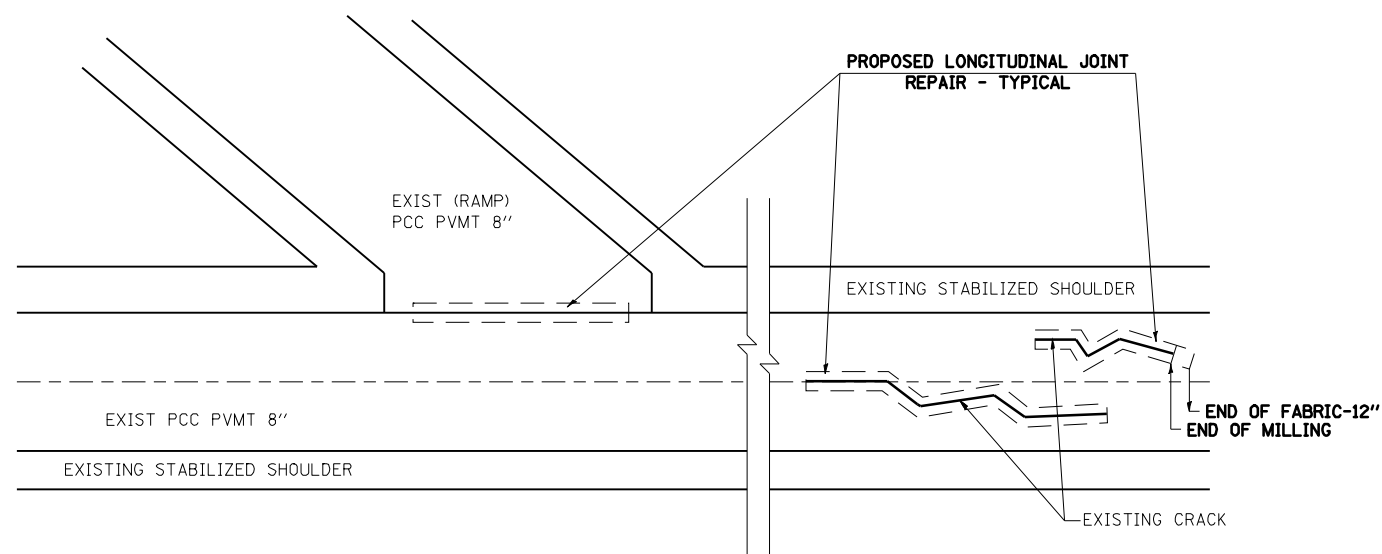 PROPOSED LONGITUDINAL JOINT
REPAIR - TYPICAL
EXIST (RAMP)
PCC PVMT 8"
EXISTING STABILIZED SHOULDER
EXIST PCC PVMT 8"
END OF FABRIC-12"
END OF MILLING
EXISTING STABILIZED SHOULDER
EXISTING CRACK